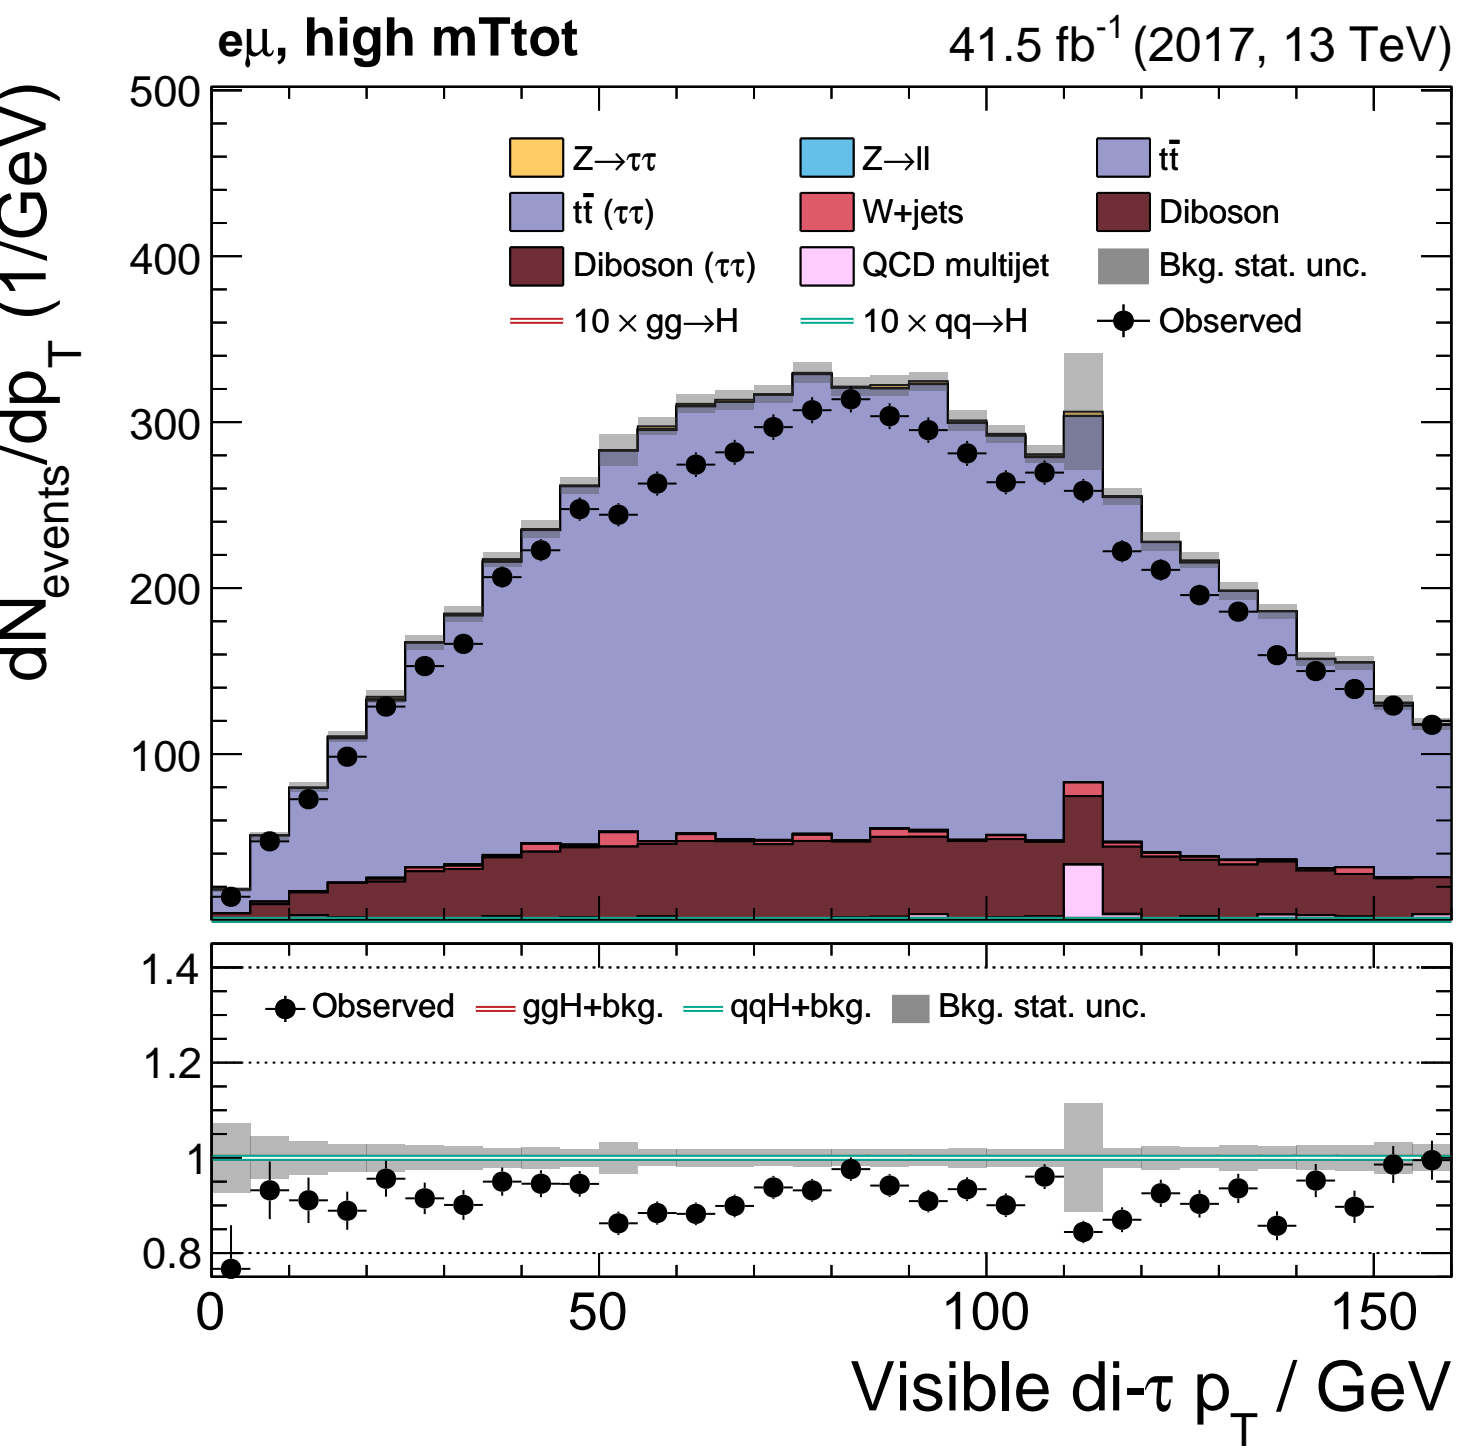 eμ, high mTtot
41.5 fb⁻¹ (2017, 13 TeV)
dN_events/dp_T (1/GeV)
500
400
300
200
100
Z→ττ
Z→ll
tt̄
tt̄ (ττ)
W+jets
Diboson
Diboson (ττ)
QCD multijet
Bkg. stat. unc.
10 × gg→H
10 × qq→H
Observed
1.4
1.2
1
0.8
Observed
ggH+bkg.
qqH+bkg.
Bkg. stat. unc.
0
50
100
150
Visible di-τ p_T / GeV